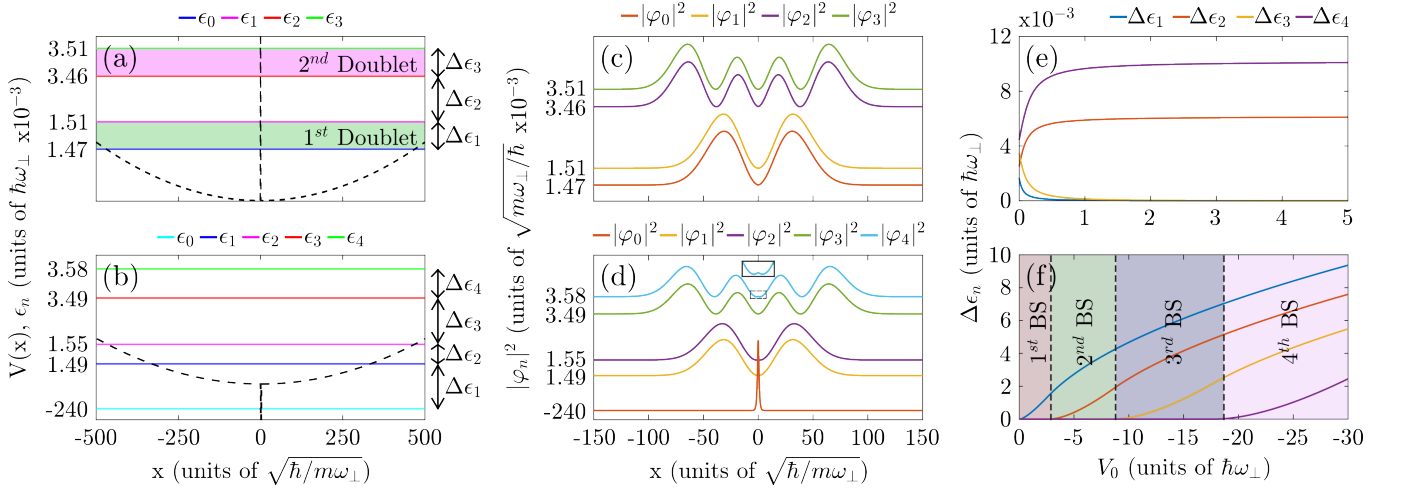 ϵ₀ ϵ₁ ϵ₂ ϵ₃
(a)
3.51
3.46
1.51
1.47
2ⁿᵈ Doublet
1ˢᵗ Doublet
Δϵ₃
Δϵ₂
Δϵ₁
V(x), ϵₙ (units of ħω⊥ x10⁻³)
ϵ₀ ϵ₁ ϵ₂ ϵ₃ ϵ₄
(b)
3.58
3.49
1.55
1.49
-240
Δϵ₄
Δϵ₃
Δϵ₂
Δϵ₁
-500 -250 0 250 500
x (units of √ħ/mω⊥)
|φ₀|² |φ₁|² |φ₂|² |φ₃|²
(c)
3.51
3.46
1.51
1.47
|φₙ|² (units of √mω⊥/ħ x10⁻³)
|φ₀|² |φ₁|² |φ₂|² |φ₃|² |φ₄|²
(d)
3.58
3.49
1.55
1.49
-240
-150 -100 -50 0 50 100 150
x (units of √ħ/mω⊥)
x10⁻³
Δϵ₁ Δϵ₂ Δϵ₃ Δϵ₄
(e)
12
8
4
0
0 1 2 3 4 5
Δϵₙ (units of ħω⊥)
(f)
10
8
6
4
2
0
1ˢᵗ BS
2ⁿᵈ BS
3ʳᵈ BS
4ᵗʰ BS
0 -5 -10 -15 -20 -25 -30
V₀ (units of ħω⊥)